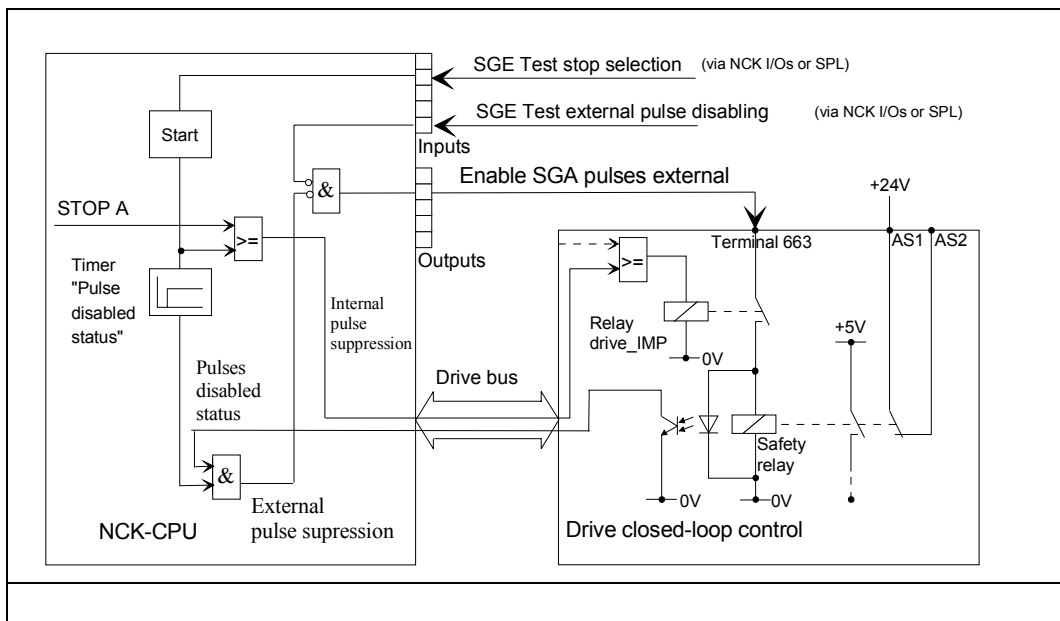 SGE Test stop selection (via NCK I/Os or SPL)
SGE Test external pulse disabling (via NCK I/Os or SPL)
Start
Inputs
&
Enable SGA pulses external
+24V
STOP A
>=
Terminal 663
AS1
AS2
Outputs
>=
Timer
"Pulse
disabled
status"
Internal
pulse
suppression
Relay
drive_IMP
0V
+5V
Pulses
disabled
status
Drive bus
&
Safety
relay
External
pulse supression
0V
0V
NCK-CPU
Drive closed-loop control